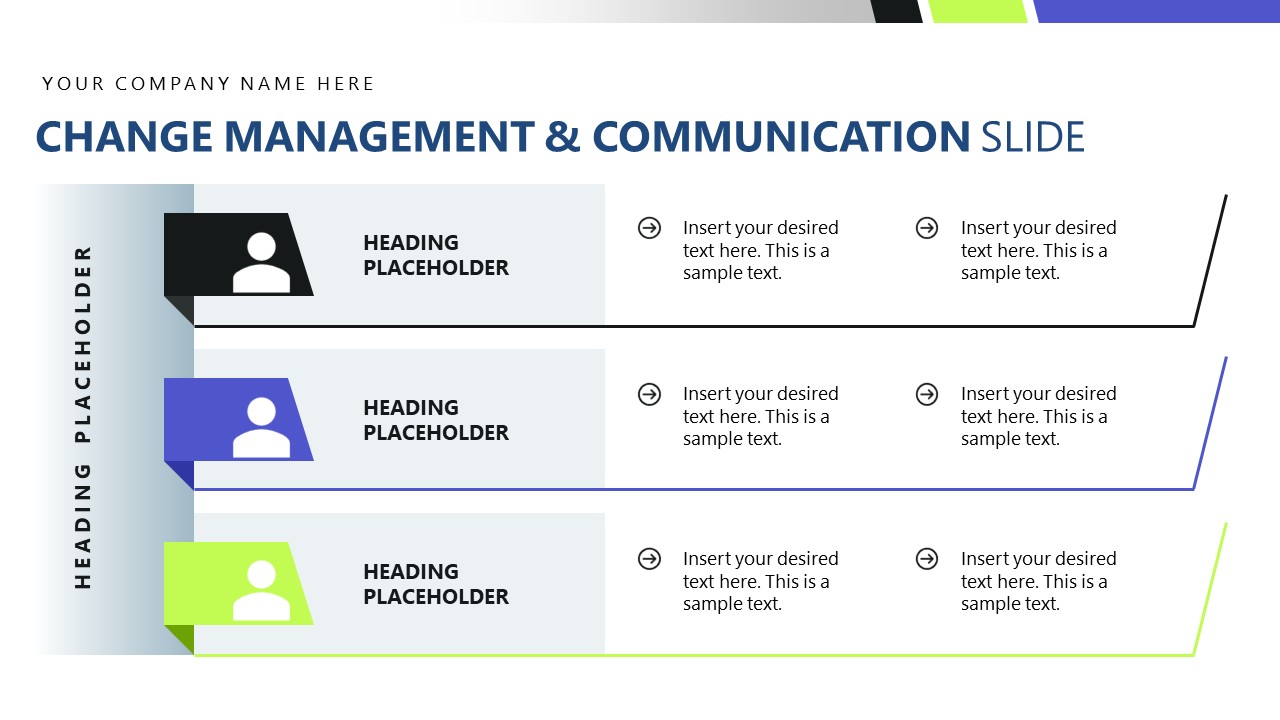 YOUR COMPANY NAME HERE
CHANGE MANAGEMENT & COMMUNICATION SLIDE
HEADING PLACEHOLDER
HEADING
PLACEHOLDER
Insert your desired
text here. This is a
sample text.
Insert your desired
text here. This is a
sample text.
HEADING
PLACEHOLDER
Insert your desired
text here. This is a
sample text.
Insert your desired
text here. This is a
sample text.
HEADING
PLACEHOLDER
Insert your desired
text here. This is a
sample text.
Insert your desired
text here. This is a
sample text.